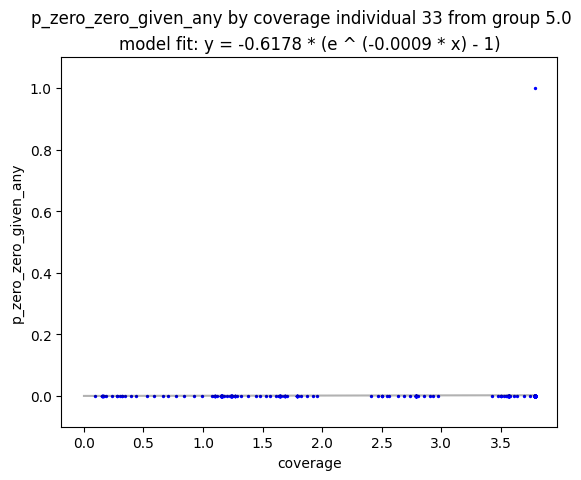 p_zero_zero_given_any by coverage individual 33 from group 5.0
model fit: y = -0.6178 * (e ^ (-0.0009 * x) - 1)
p_zero_zero_given_any
1.0
0.8
0.6
0.4
0.2
0.0
0.0 0.5 1.0 1.5 2.0 2.5 3.0 3.5
coverage